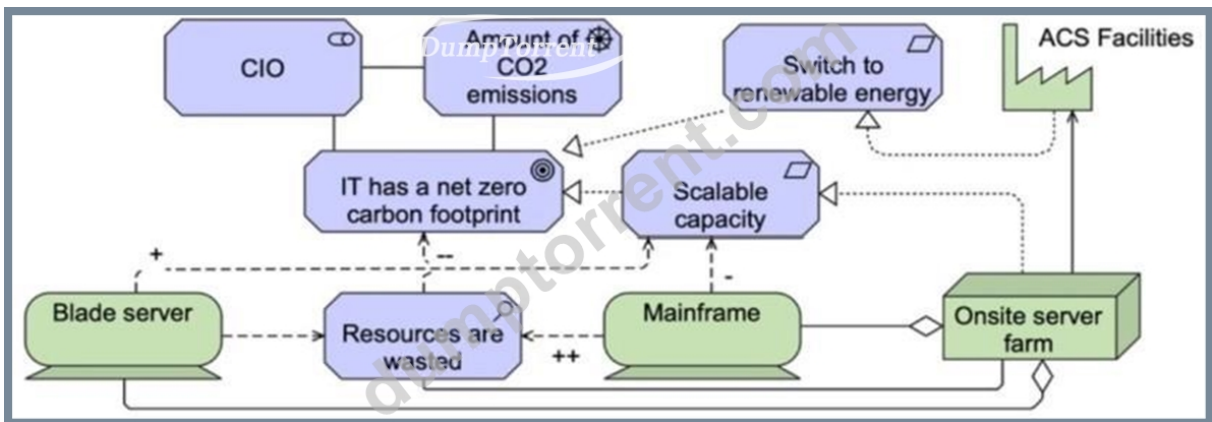 CIO
Amount of
CO2
emissions
DumpTorrent
Switch to
renewable energy
ACS Facilities
IT has a net zero
carbon footprint
Scalable
capacity
+
--
-
Blade server
Resources are
wasted
++
Mainframe
Onsite server
farm
dumptorrent.com